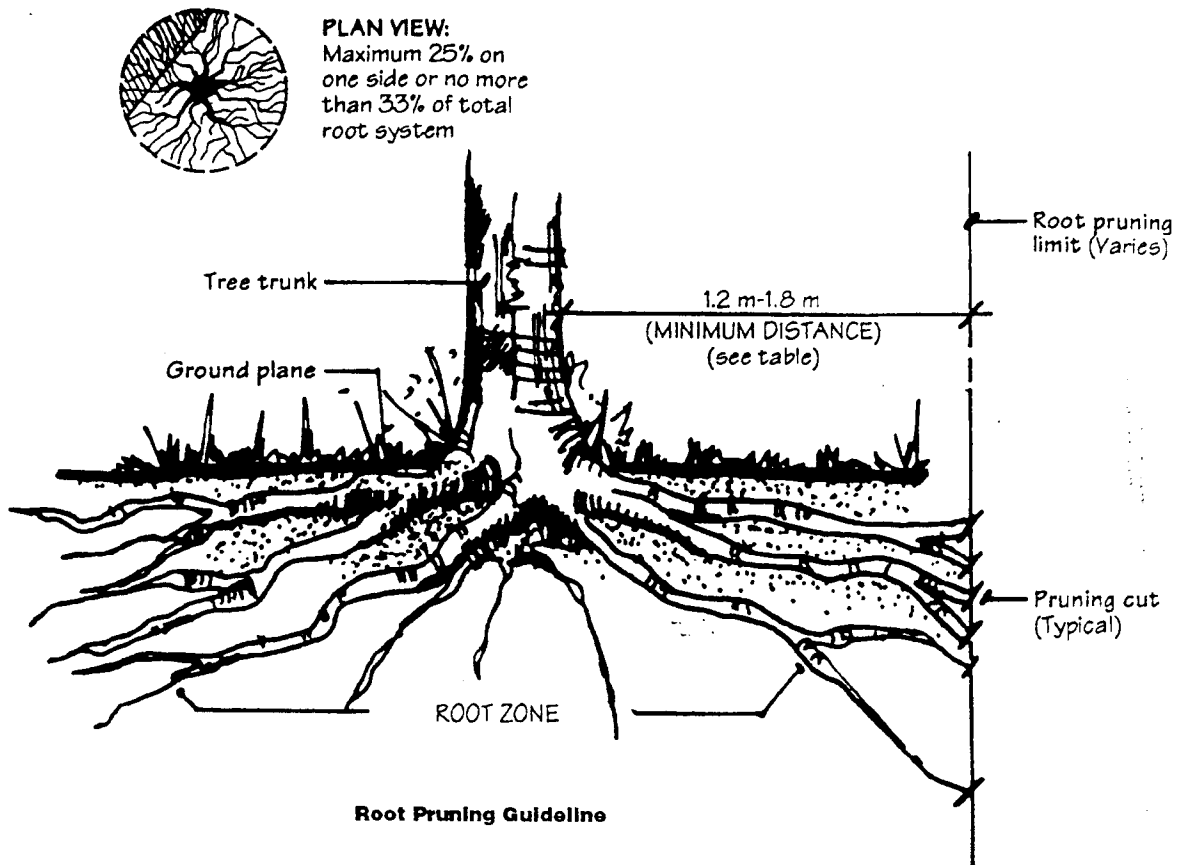 PLAN VIEW:
Maximum 25% on
one side or no more
than 33% of total
root system
Root pruning
limit (Varies)
Tree trunk
1.2 m-1.8 m
(MINIMUM DISTANCE)
(see table)
Ground plane
Pruning cut
(Typical)
ROOT ZONE
Root Pruning Guideline